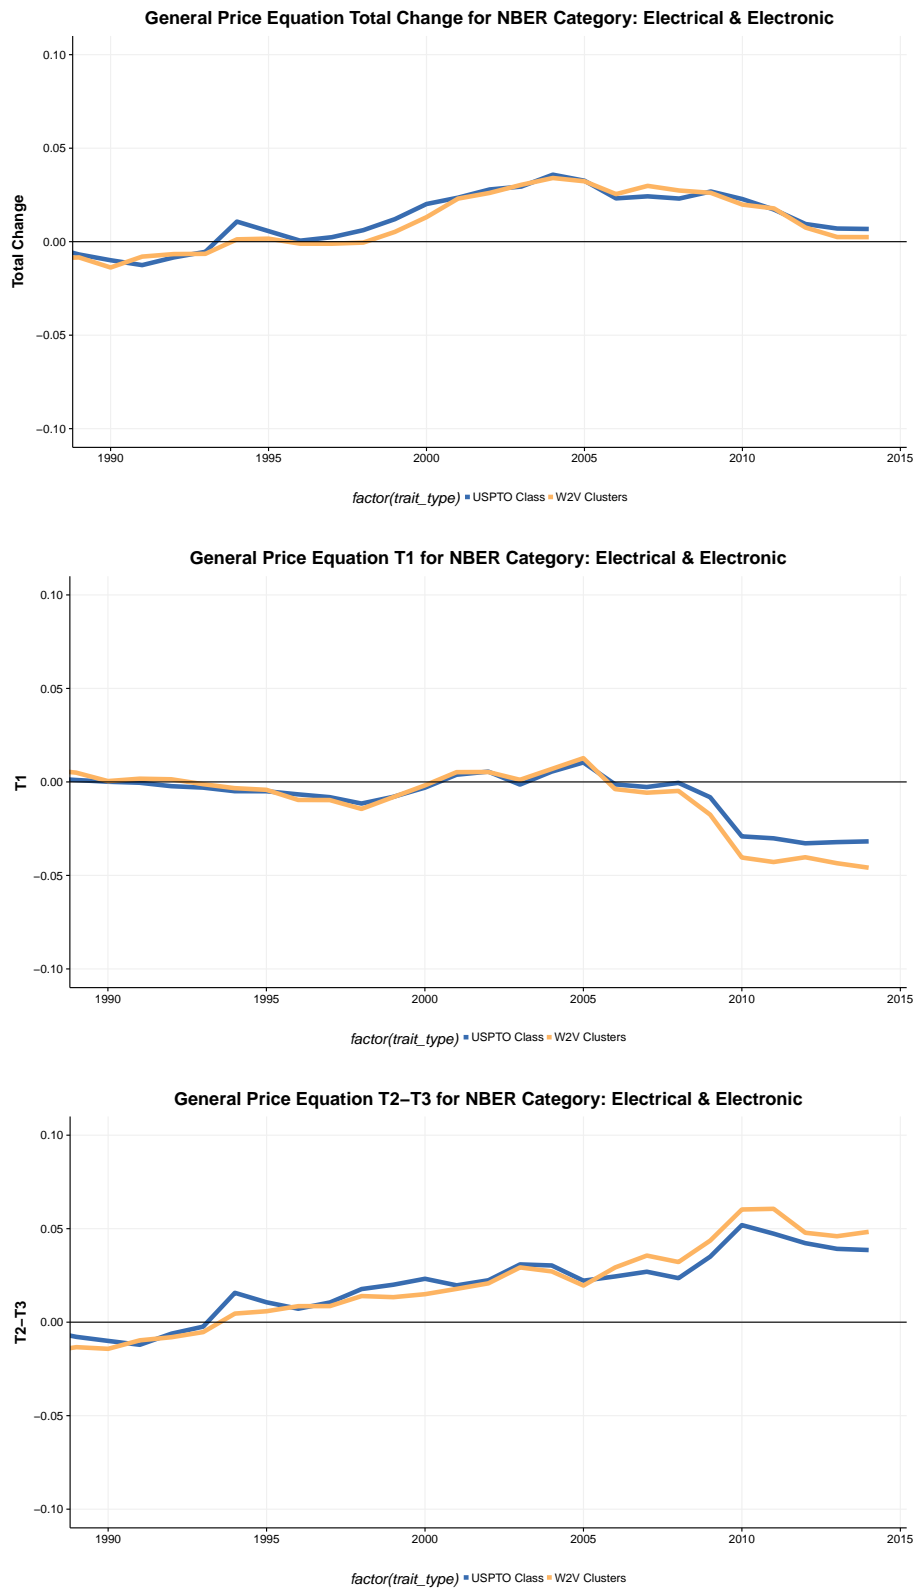 General Price Equation Total Change for NBER Category: Electrical & Electronic
0.10
0.05
0.00
−0.05
−0.10
Total Change
1990 1995 2000 2005 2010 2015
factor(trait_type) USPTO Class W2V Clusters
General Price Equation T1 for NBER Category: Electrical & Electronic
0.10
0.05
0.00
−0.05
−0.10
T1
1990 1995 2000 2005 2010 2015
factor(trait_type) USPTO Class W2V Clusters
General Price Equation T2−T3 for NBER Category: Electrical & Electronic
0.10
0.05
0.00
−0.05
−0.10
T2−T3
1990 1995 2000 2005 2010 2015
factor(trait_type) USPTO Class W2V Clusters